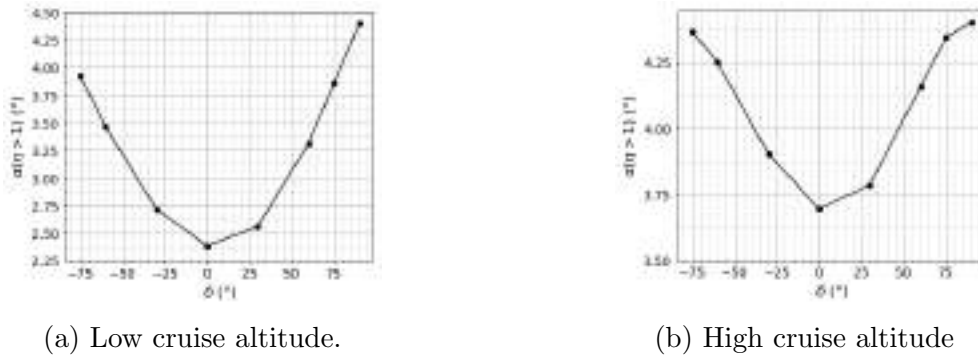 4.50
4.25
4.00
3.75
3.50
3.25
3.00
2.75
2.50
2.25
α(η > 1) (°)
−75 −50 −25 0 25 50 75
δ (°)
(a) Low cruise altitude.
4.25
4.00
3.75
3.50
α(η > 1) (°)
−75 −50 −25 0 25 50 75
δ (°)
(b) High cruise altitude